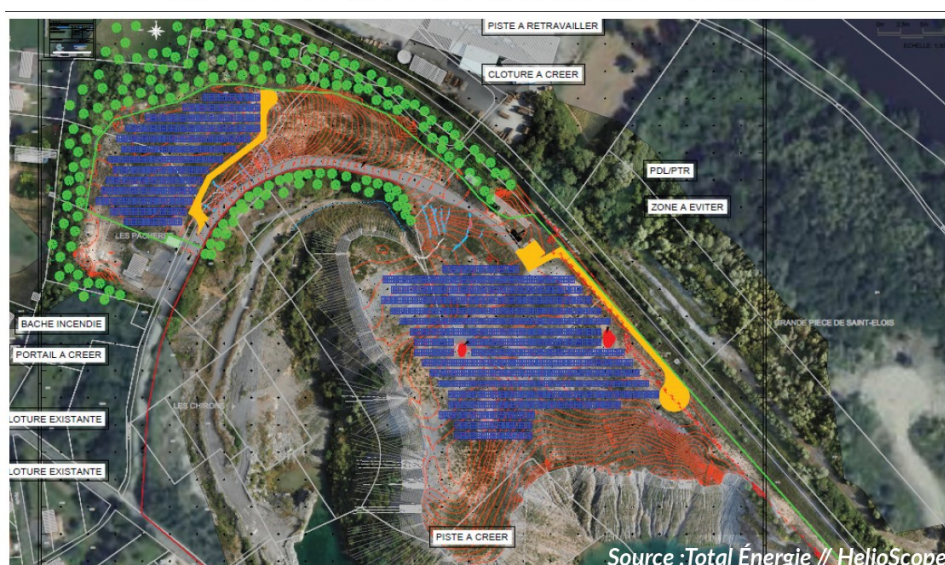 PISTE A RETRAVAILLER
CLOTURE A CREER
PDL/PTR
ZONE A EVITER
LES PACHERES
BACHE INCENDIE
GRANDE PIECE DE SAINT-ELOIS
PORTAIL A CREER
LES CHIRONS
LOTURE EXISTANTE
LOTURE EXISTANTE
PISTE A CREER
Source :Total Énergie // HelioScope